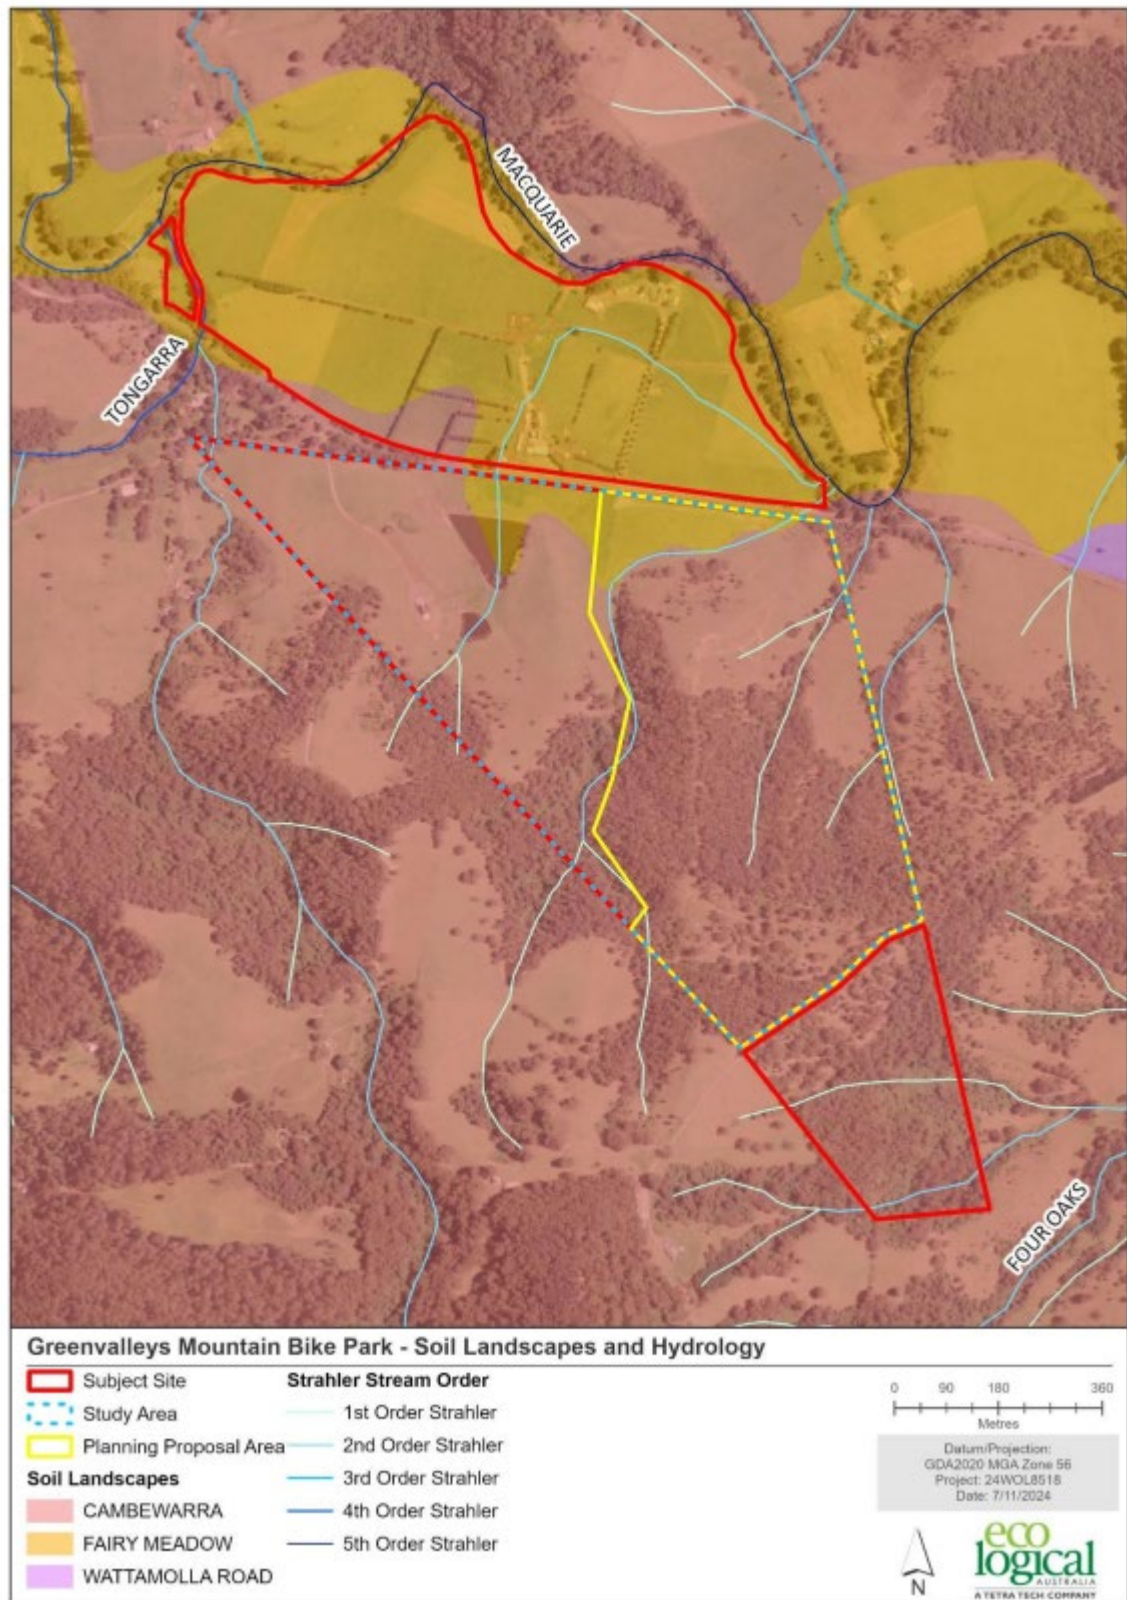 MACQUARIE
TONGARRA
FOUR OAKS
Greenvalleys Mountain Bike Park - Soil Landscapes and Hydrology
Subject Site
Study Area
Planning Proposal Area
Soil Landscapes
CAMBEWARRA
FAIRY MEADOW
WATTAMOLLA ROAD
Strahler Stream Order
1st Order Strahler
2nd Order Strahler
3rd Order Strahler
4th Order Strahler
5th Order Strahler
0 90 180 360
Metres
Datum/Projection:
GDA2020 MGA Zone 56
Project: 24WOL8518
Date: 7/11/2024
N
eco
logical
AUSTRALIA
A TETRA TECH COMPANY